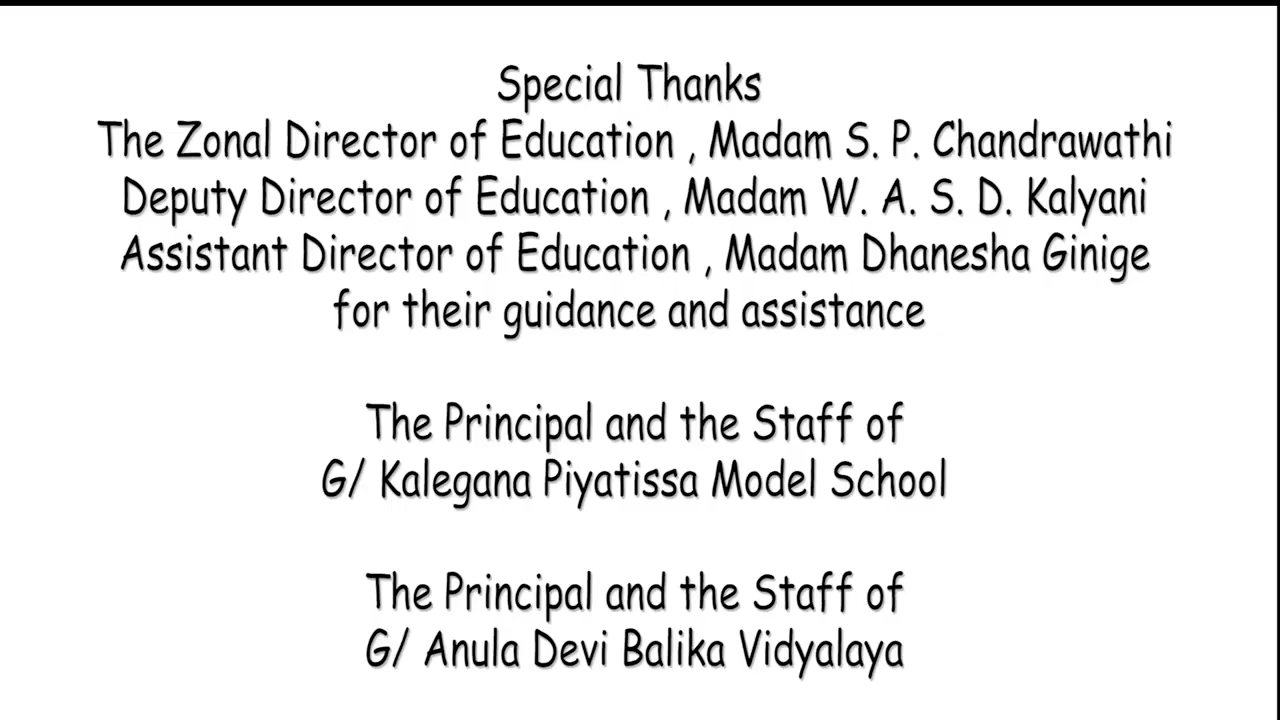 Special Thanks
The Zonal Director of Education , Madam S. P. Chandrawathi
Deputy Director of Education , Madam W. A. S. D. Kalyani
Assistant Director of Education , Madam Dhanesha Ginige
for their guidance and assistance
The Principal and the Staff of
G/ Kalegana Piyatissa Model School
The Principal and the Staff of
G/ Anula Devi Balika Vidyalaya